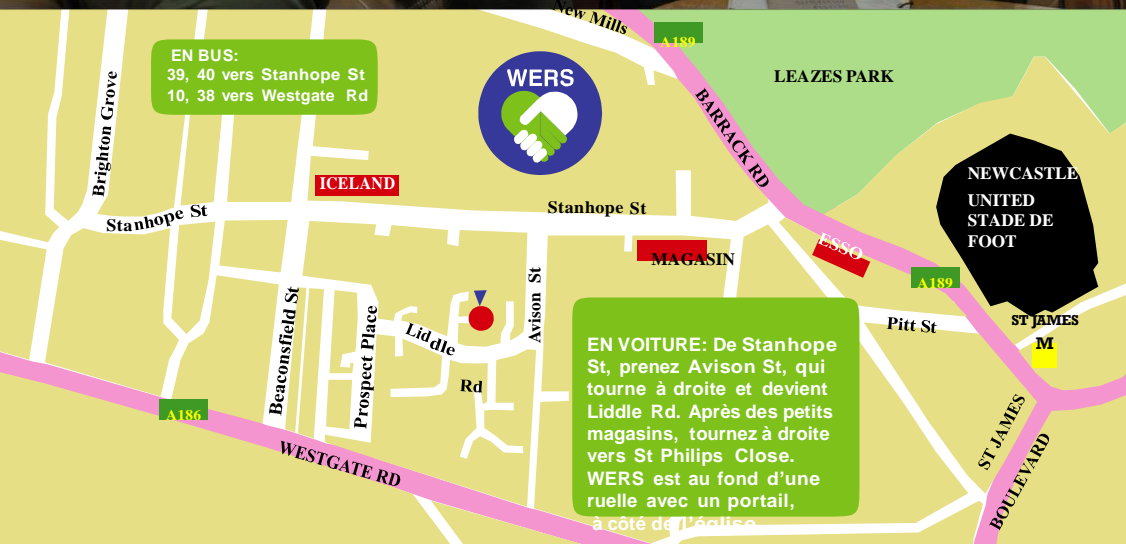 New Mills
A189
EN BUS:
39, 40 vers Stanhope St
10, 38 vers Westgate Rd
WERS
LEAZES PARK
Brighton Grove
BARRACK RD
NEWCASTLE
UNITED
STADE DE
FOOT
ICELAND
Stanhope St
Stanhope St
ESSO
MAGASIN
A189
Avison St
Beaconsfield St
Prospect Place
Liddle
Rd
Pitt St
ST JAMES
M
EN VOITURE: De Stanhope
St, prenez Avison St, qui
tourne à droite et devient
Liddle Rd. Après des petits
magasins, tournez à droite
vers St Philips Close.
WERS est au fond d'une
ruelle avec un portail,
à côté de l'église
A186
WESTGATE RD
ST JAMES
BOULEVARD